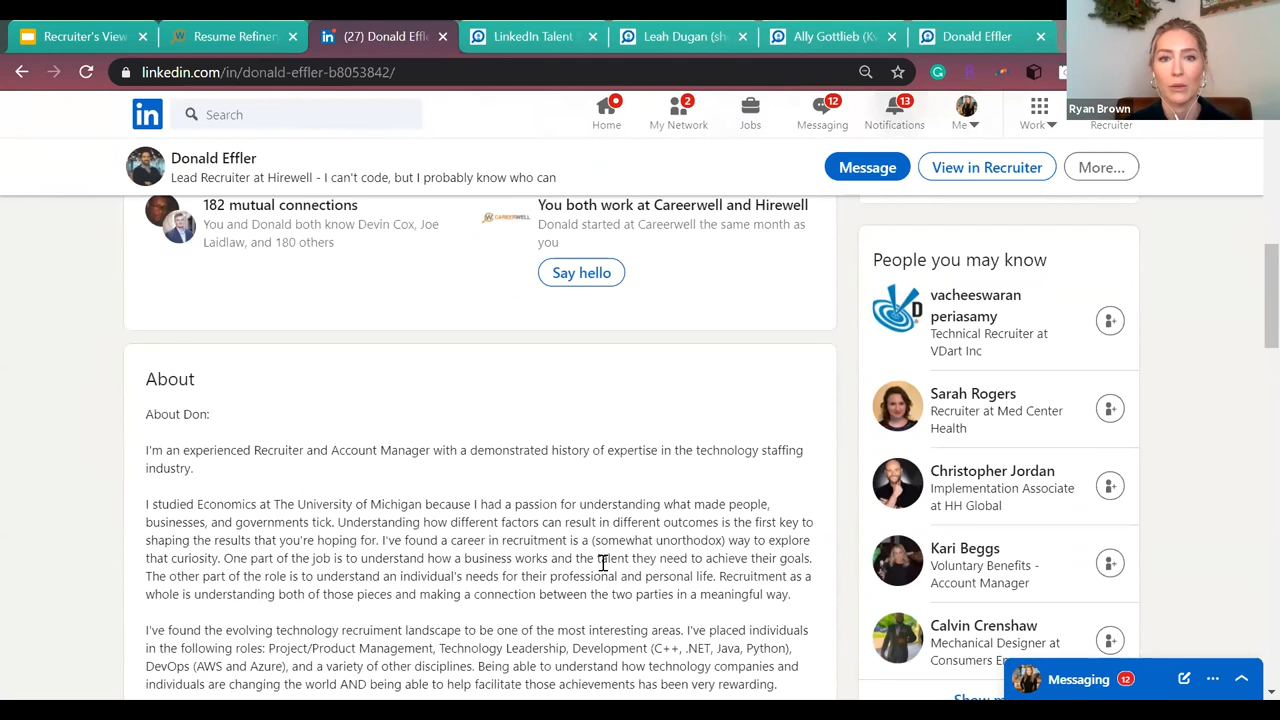 Recruiter's View
Resume Refiner
(27) Donald Effle
LinkedIn Talent
Leah Dugan (she
Ally Gottlieb (Kv
Donald Effler
linkedin.com/in/donald-effler-b8053842/
Ryan Brown
in
Search
2
12
13
Home
My Network
Jobs
Messaging
Notifications
Me
Work
Recruiter
Donald Effler
Lead Recruiter at Hirewell - I can't code, but I probably know who can
Message
View in Recruiter
More...
182 mutual connections
You and Donald both know Devin Cox, Joe
Laidlaw, and 180 others
CAREERWELL
You both work at Careerwell and Hirewell
Donald started at Careerwell the same month as
you
Say hello
About
About Don:
I'm an experienced Recruiter and Account Manager with a demonstrated history of expertise in the technology staffing
industry.
I studied Economics at The University of Michigan because I had a passion for understanding what made people,
businesses, and governments tick. Understanding how different factors can result in different outcomes is the first key to
shaping the results that you're hoping for. I've found a career in recruitment is a (somewhat unorthodox) way to explore
that curiosity. One part of the job is to understand how a business works and the talent they need to achieve their goals.
The other part of the role is to understand an individual's needs for their professional and personal life. Recruitment as a
whole is understanding both of those pieces and making a connection between the two parties in a meaningful way.
I've found the evolving technology recruiment landscape to be one of the most interesting areas. I've placed individuals
in the following roles: Project/Product Management, Technology Leadership, Development (C++, .NET, Java, Python),
DevOps (AWS and Azure), and a variety of other disciplines. Being able to understand how technology companies and
individuals are changing the world AND being able to help facilitate those achievements has been very rewarding.
People you may know
vacheeswaran
periasamy
Technical Recruiter at
VDart Inc
Sarah Rogers
Recruiter at Med Center
Health
Christopher Jordan
Implementation Associate
at HH Global
Kari Beggs
Voluntary Benefits -
Account Manager
Calvin Crenshaw
Mechanical Designer at
Consumers En
Messaging
12